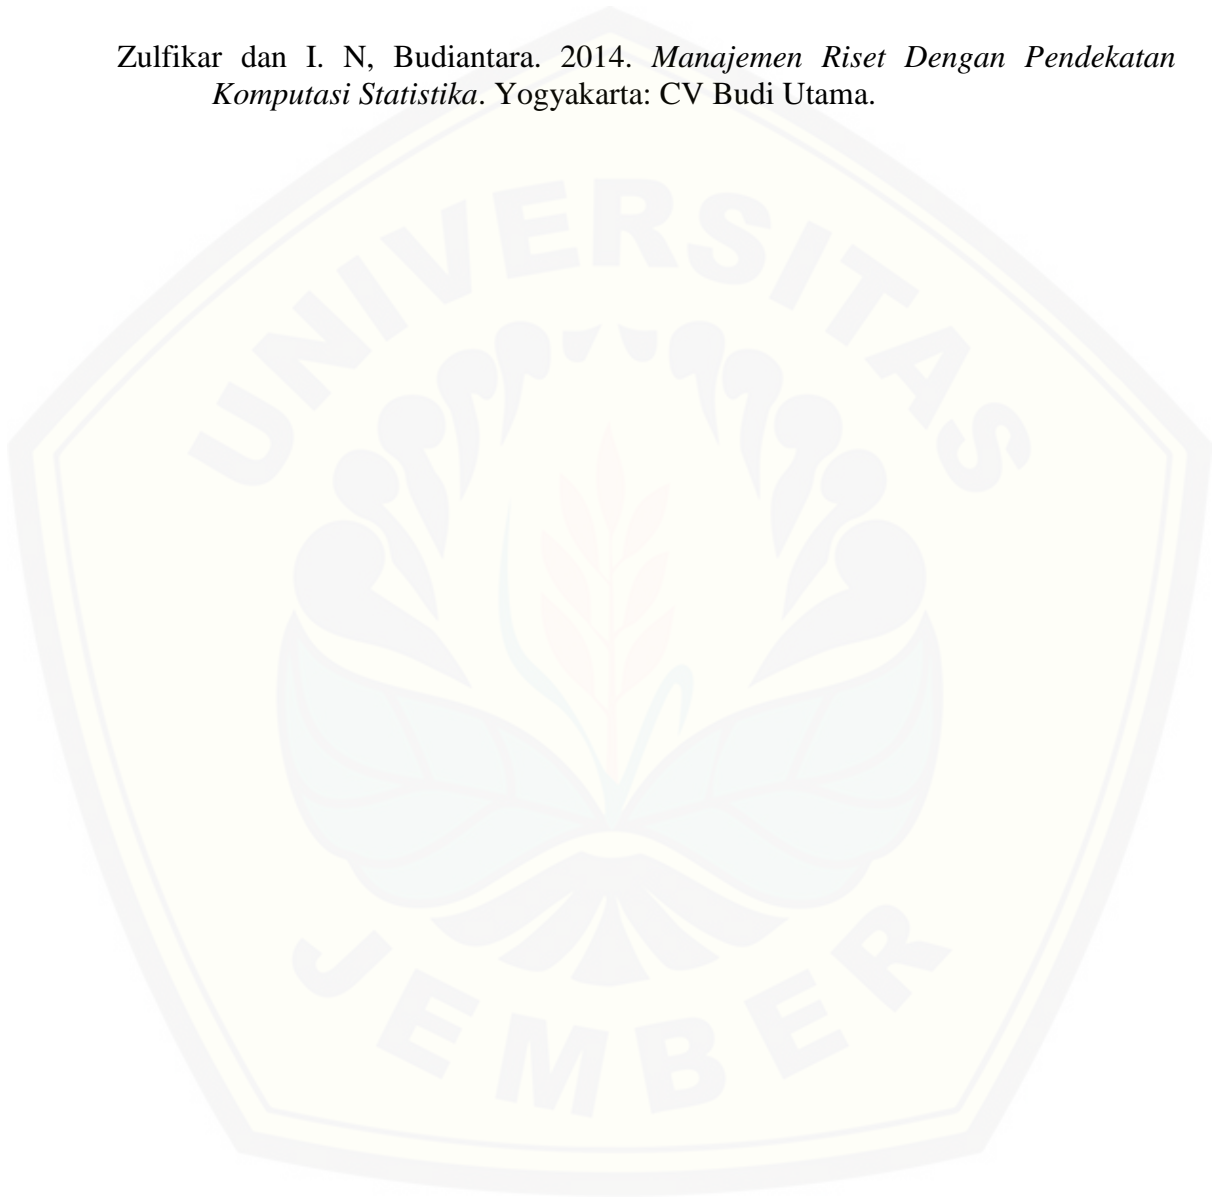 Zulfikar dan I. N, Budiantara. 2014. Manajemen Riset Dengan Pendekatan
Komputasi Statistika. Yogyakarta: CV Budi Utama.
UNIVERSITAS
JEMBER